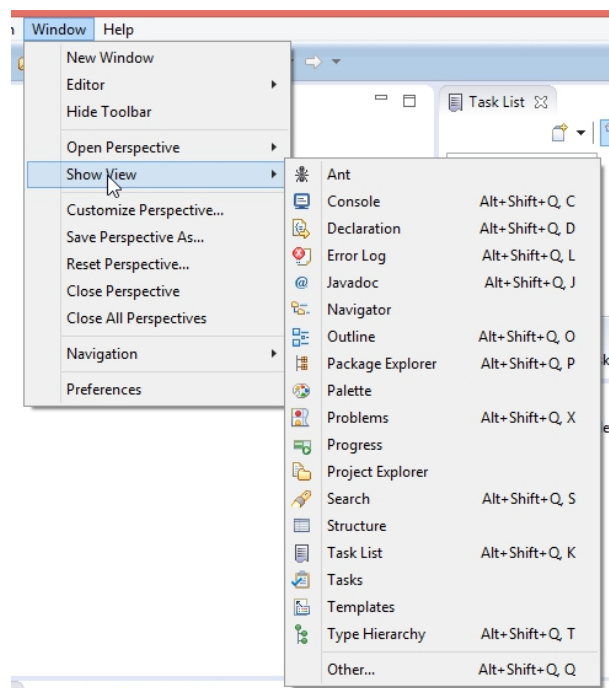 Window Help
New Window
Editor
Hide Toolbar
Open Perspective
Show View
Customize Perspective...
Save Perspective As...
Reset Perspective...
Close Perspective
Close All Perspectives
Navigation
Preferences
Task List
Ant
Console Alt+Shift+Q, C
Declaration Alt+Shift+Q, D
Error Log Alt+Shift+Q, L
Javadoc Alt+Shift+Q, J
Navigator
Outline Alt+Shift+Q, O
Package Explorer Alt+Shift+Q, P
Palette
Problems Alt+Shift+Q, X
Progress
Project Explorer
Search Alt+Shift+Q, S
Structure
Task List Alt+Shift+Q, K
Tasks
Templates
Type Hierarchy Alt+Shift+Q, T
Other... Alt+Shift+Q, Q